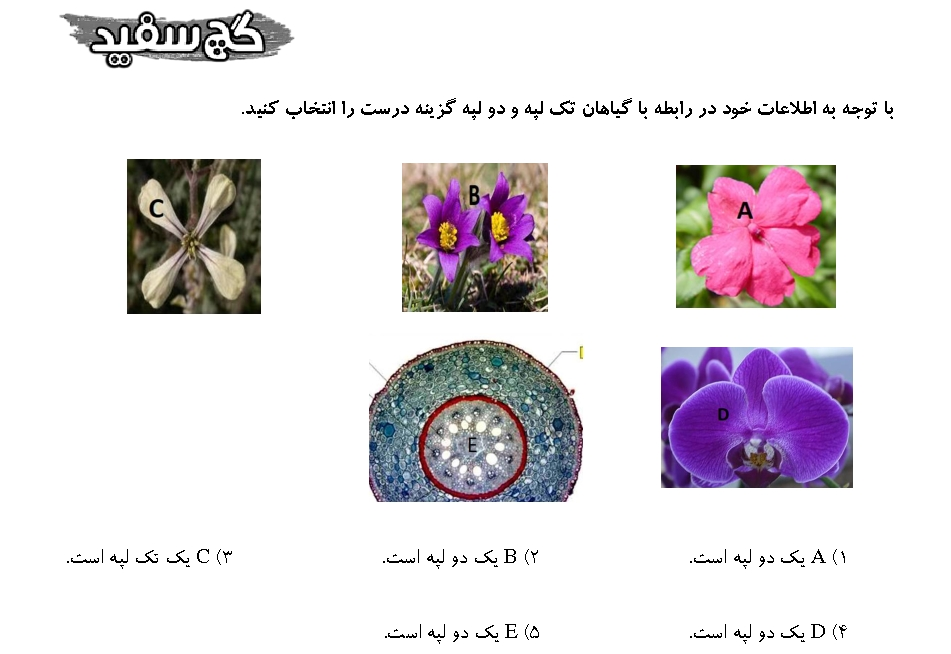 گچ سفید
با توجه به اطلاعات خود در رابطه با گیاهان تک لپه و دو لپه گزینه درست را انتخاب کنید.
A
B
C
D
E
۱) A یک دو لپه است.
۲) B یک دو لپه است.
۳) C یک تک لپه است.
۴) D یک دو لپه است.
۵) E یک دو لپه است.